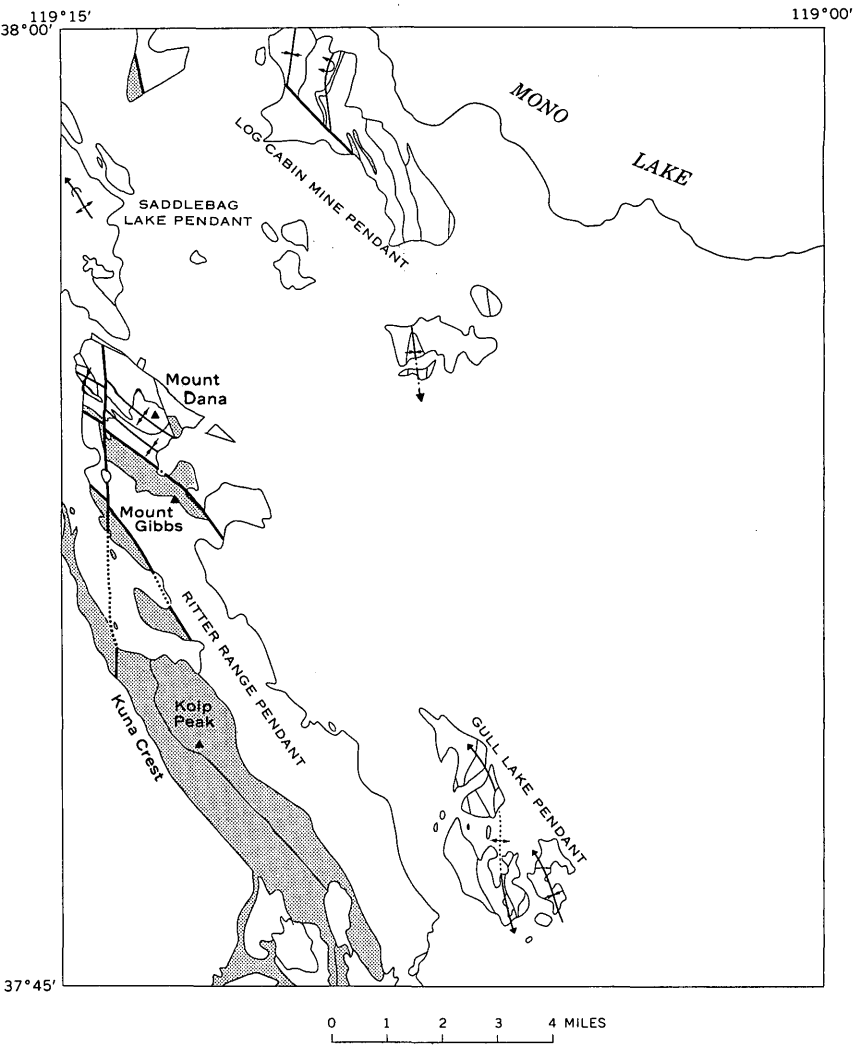 119°15'
119°00'
38°00'
MONO
LAKE
LOG CABIN MINE PENDANT
SADDLEBAG
LAKE PENDANT
Mount
Dana
Mount
Gibbs
RITTER RANGE PENDANT
Koip
Peak
Kuna Crest
GULL LAKE PENDANT
37°45'
0 1 2 3 4 MILES